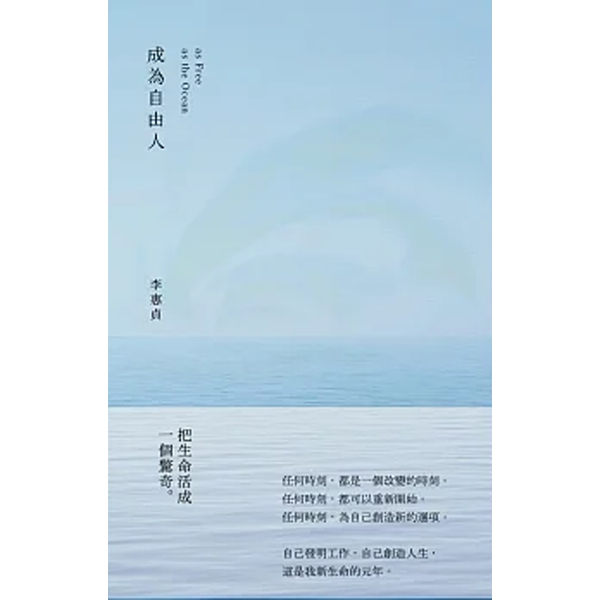 成為自由人
as Free
as the Ocean
李惠貞
把生命活成
一個驚奇。
任何時刻，都是一個改變的時刻。
任何時刻，都可以重新開始。
任何時刻，為自己創造新的選項。
自己發明工作，自己創造人生，
這是我新生命的元年。